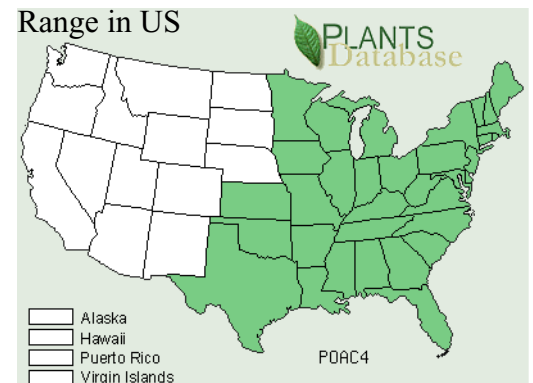 Range in US
PLANTS
Database
Alaska
Hawaii
Puerto Rico
POAC4
Virgin Islands